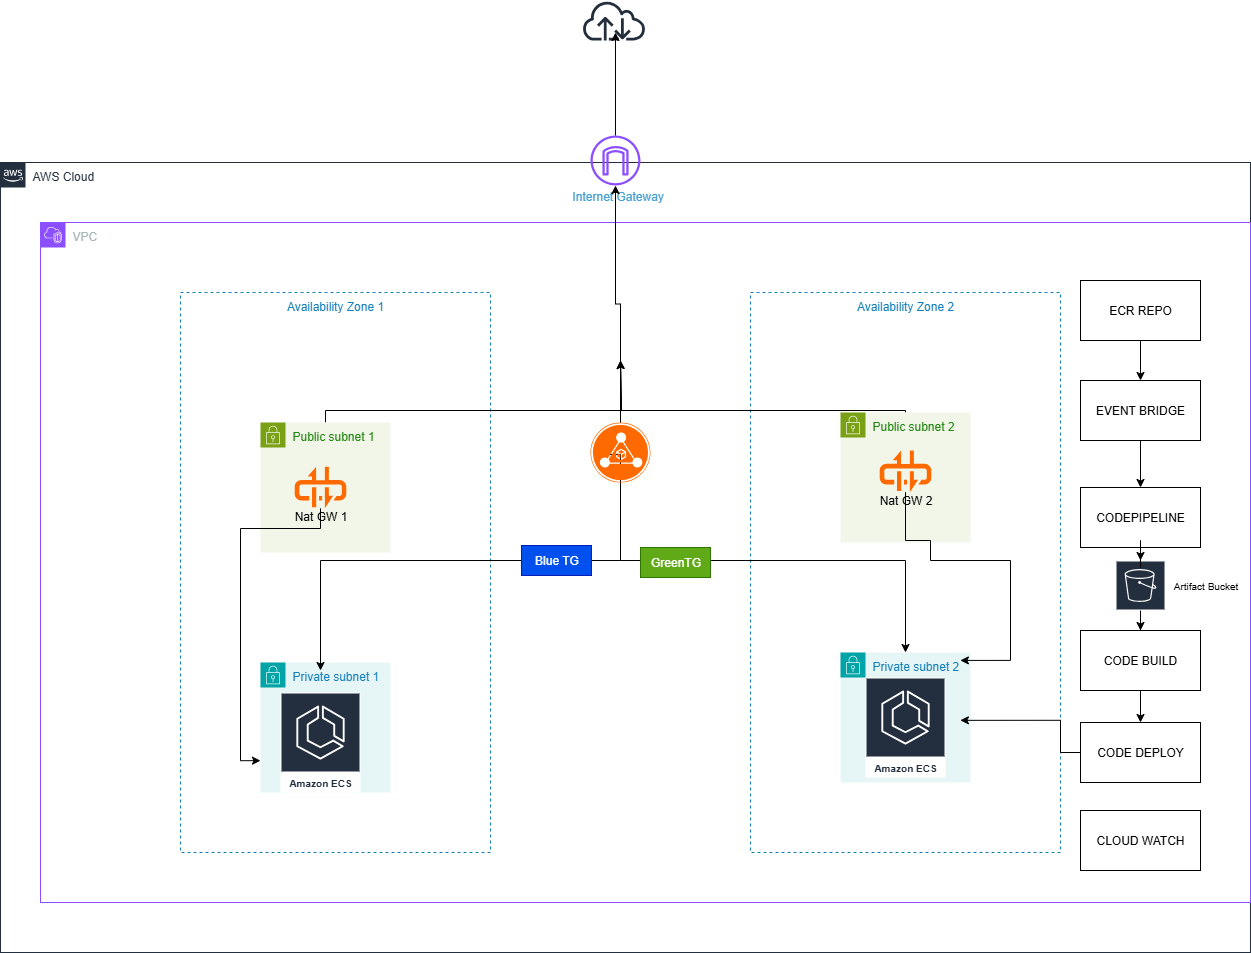 aws
AWS Cloud
Internet Gateway
VPC
Availability Zone 1
Availability Zone 2
ECR REPO
EVENT BRIDGE
Public subnet 1
Public subnet 2
Nat GW 1
Nat GW 2
CODEPIPELINE
Blue TG
GreenTG
Artifact Bucket
Private subnet 1
Private subnet 2
CODE BUILD
Amazon ECS
Amazon ECS
CODE DEPLOY
CLOUD WATCH